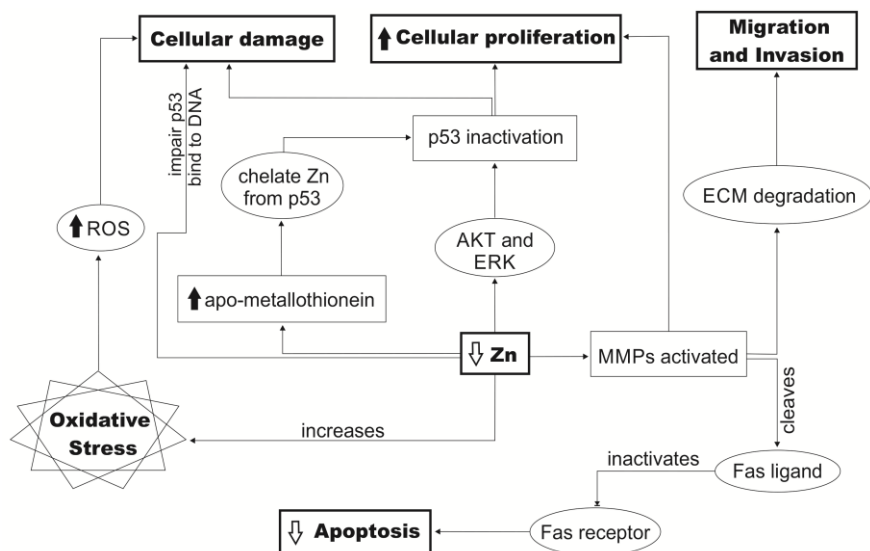 Cellular damage
Cellular proliferation
Migration
and Invasion
impair p53
bind to DNA
p53 inactivation
chelate Zn
from p53
ECM degradation
ROS
AKT and
ERK
apo-metallothionein
Zn
MMPs activated
Oxidative
Stress
increases
cleaves
inactivates
Fas ligand
Apoptosis
Fas receptor